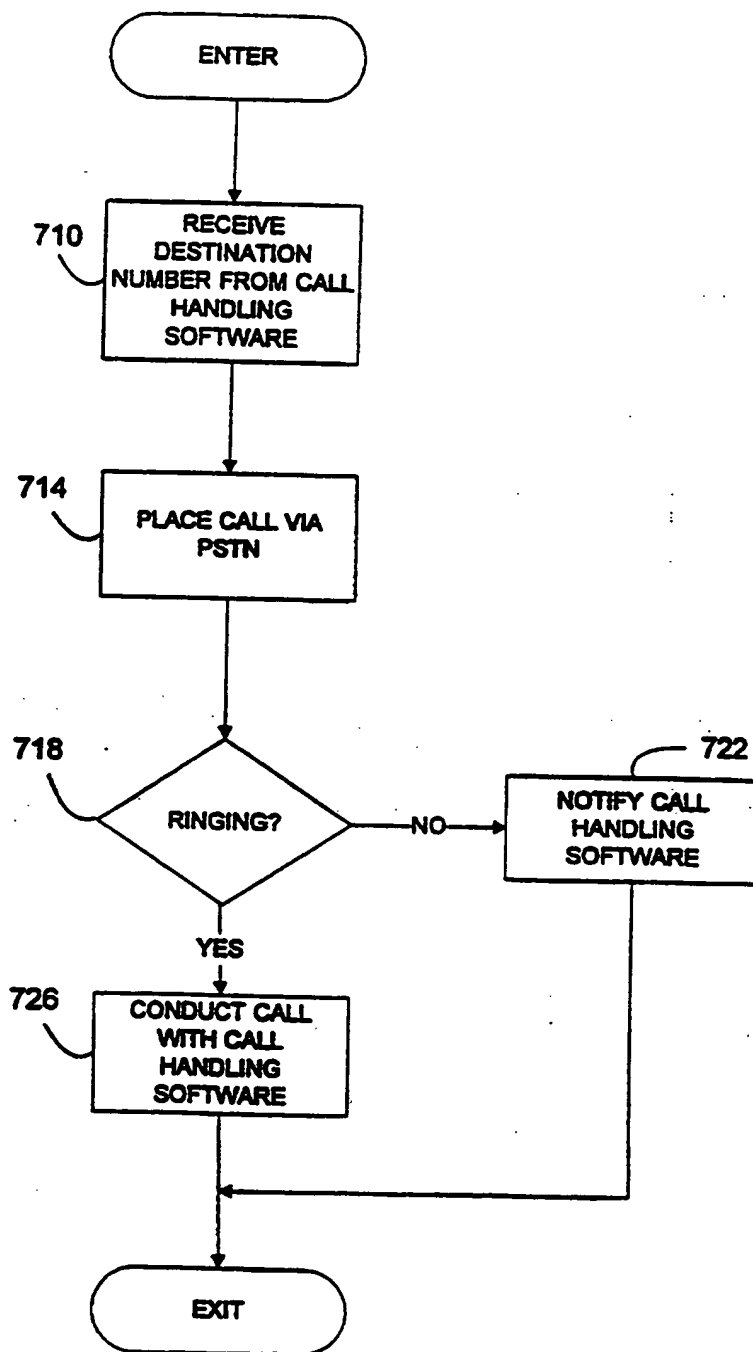 ENTER
710
RECEIVE
DESTINATION
NUMBER FROM CALL
HANDLING
SOFTWARE
714
PLACE CALL VIA
PSTN
718
RINGING?
NO
722
NOTIFY CALL
HANDLING
SOFTWARE
YES
726
CONDUCT CALL
WITH CALL
HANDLING
SOFTWARE
EXIT